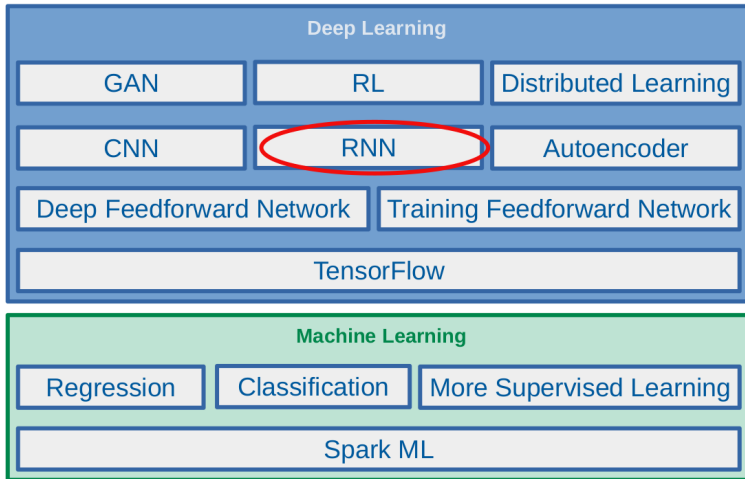 Deep Learning
GAN RL Distributed Learning
CNN RNN Autoencoder
Deep Feedforward Network Training Feedforward Network
TensorFlow
Machine Learning
Regression Classification More Supervised Learning
Spark ML